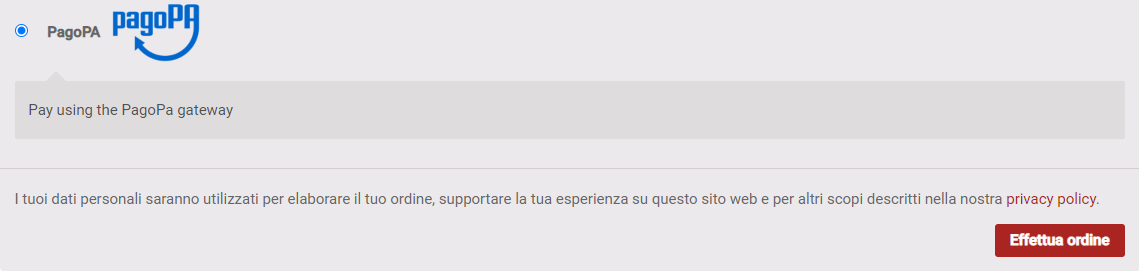 PagoPA pagoPA
Pay using the PagoPa gateway
I tuoi dati personali saranno utilizzati per elaborare il tuo ordine, supportare la tua esperienza su questo sito web e per altri scopi descritti nella nostra privacy policy.
Effettua ordine